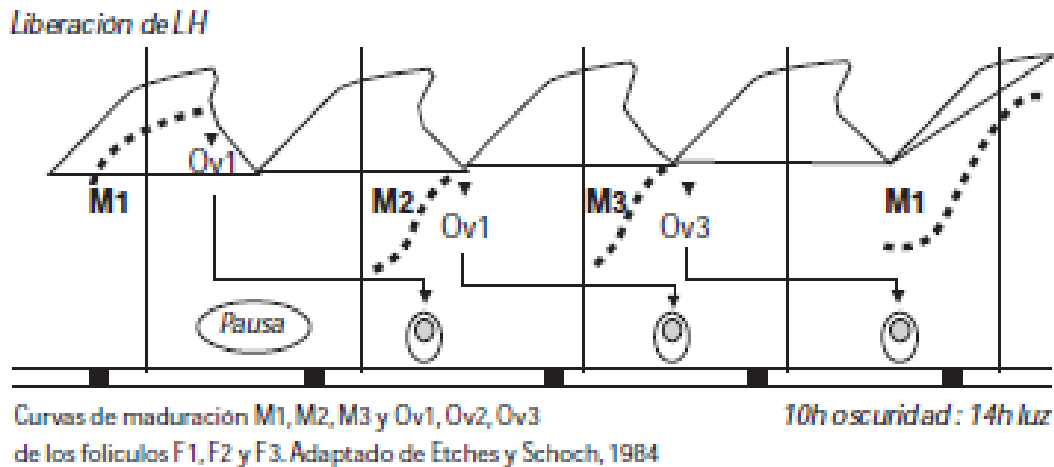 Liberación de LH
Ov1
M1
M2
Ov1
M3
Ov3
M1
Pausa
Curvas de maduración M1, M2, M3 y Ov1, Ov2, Ov3
10h oscuridad : 14h luz
de los foliculos F1, F2 y F3. Adaptado de Etches y Schoch, 1984